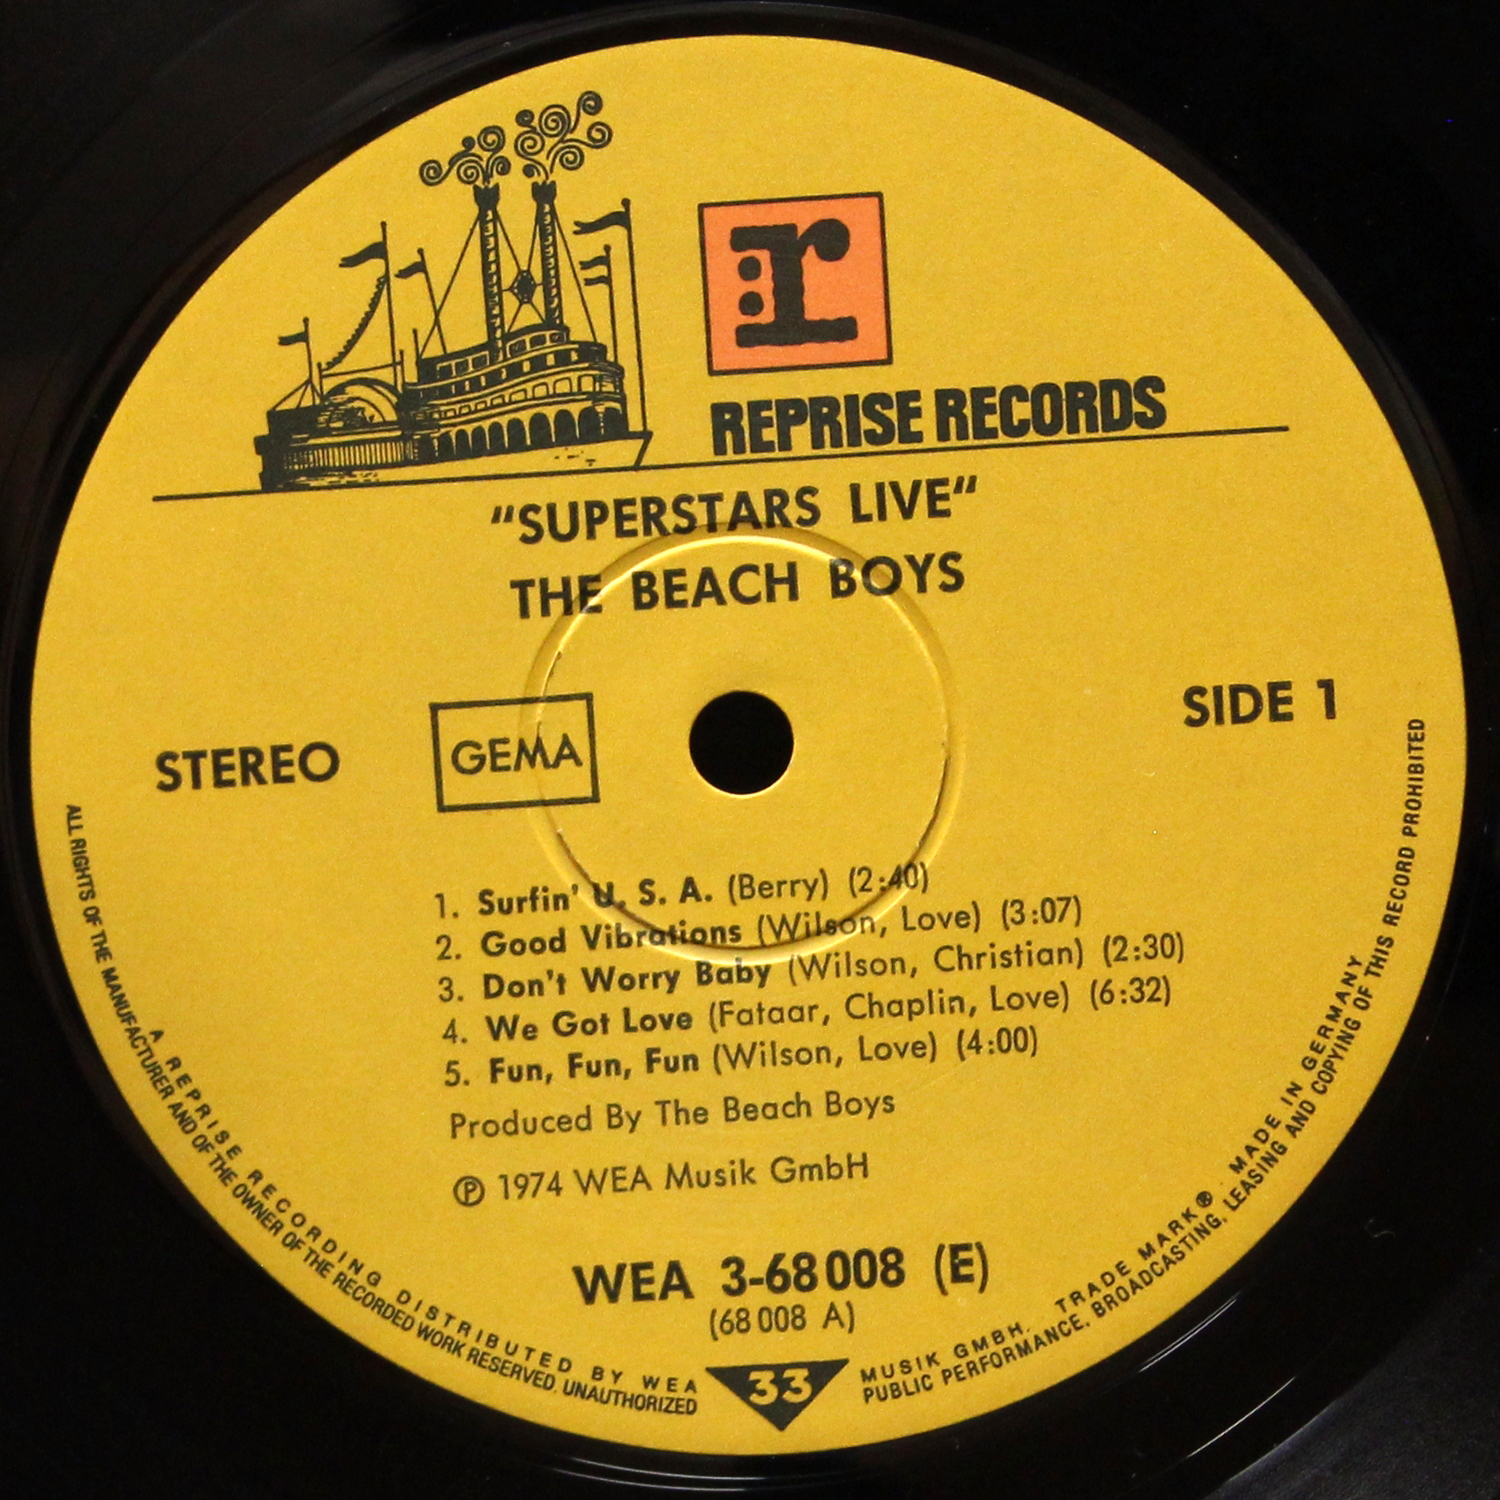 r
REPRISE RECORDS
"SUPERSTARS LIVE"
THE BEACH BOYS
STEREO
GEMA
SIDE 1
1. Surfin' U. S. A. (Berry) (2:40)
2. Good Vibrations (Wilson, Love) (3:07)
3. Don't Worry Baby (Wilson, Christian) (2:30)
4. We Got Love (Fataar, Chaplin, Love) (6:32)
5. Fun, Fun, Fun (Wilson, Love) (4:00)
Produced By The Beach Boys
℗ 1974 WEA Musik GmbH
WEA 3-68 008 (E)
(68 008 A)
33
A REPRISE RECORDING DISTRIBUTED BY WEA MUSIK GMBH. TRADE MARK ® . MADE IN GERMANY
ALL RIGHTS OF THE MANUFACTURER AND OF THE OWNER OF THE RECORDED WORK RESERVED. UNAUTHORIZED PUBLIC PERFORMANCE, BROADCASTING, LEASING AND COPYING OF THIS RECORD PROHIBITED